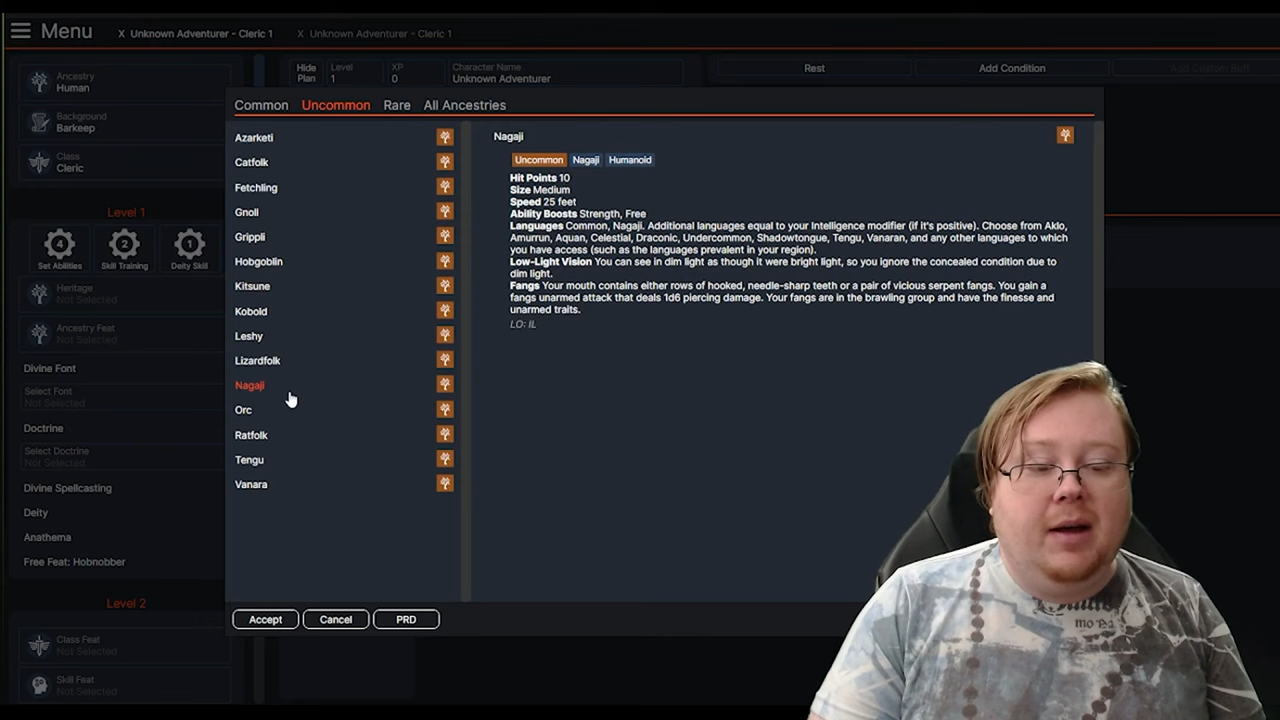 Menu
X Unknown Adventurer - Cleric 1
X Unknown Adventurer - Cleric 1
Ancestry
Human
Background
Barkeep
Class
Cleric
Level 1
4
2
1
Set Abilities
Skill Training
Deity Skill
Heritage
Not Selected
Ancestry Feat
Not Selected
Divine Font
Select Font
Not Selected
Doctrine
Select Doctrine
Not Selected
Divine Spellcasting
Deity
Anathema
Free Feat: Hobnobber
Level 2
Class Feat
Not Selected
Skill Feat
Not Selected
Hide
Plan
Level
1
XP
0
Character Name
Unknown Adventurer
Rest
Add Condition
Add Custom Buff
Common
Uncommon
Rare
All Ancestries
Azarketi
Catfolk
Fetchling
Gnoll
Grippli
Hobgoblin
Kitsune
Kobold
Leshy
Lizardfolk
Nagaji
Orc
Ratfolk
Tengu
Vanara
Nagaji
Uncommon Nagaji Humanoid
Hit Points 10
Size Medium
Speed 25 feet
Ability Boosts Strength, Free
Languages Common, Nagaji. Additional languages equal to your Intelligence modifier (if it's positive). Choose from Aklo,
Amurrun, Aquan, Celestial, Draconic, Undercommon, Shadowtongue, Tengu, Vanaran, and any other languages to which
you have access (such as the languages prevalent in your region).
Low-Light Vision You can see in dim light as though it were bright light, so you ignore the concealed condition due to
dim light.
Fangs Your mouth contains either rows of hooked, needle-sharp teeth or a pair of vicious serpent fangs. You gain a
fangs unarmed attack that deals 1d6 piercing damage. Your fangs are in the brawling group and have the finesse and
unarmed traits.
LO: IL
Accept
Cancel
PRD